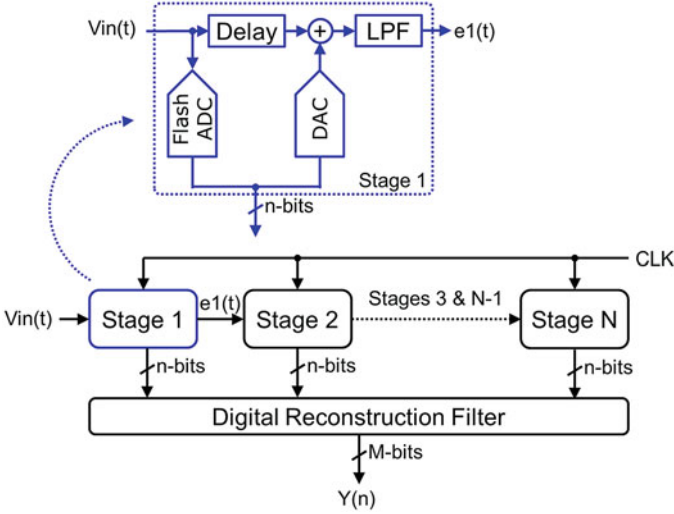 Vin(t)
Delay
+
LPF
e1(t)
Flash
ADC
DAC
Stage 1
n-bits
CLK
Vin(t)
Stage 1
e1(t)
Stage 2
Stages 3 & N-1
Stage N
n-bits
n-bits
n-bits
Digital Reconstruction Filter
M-bits
Y(n)